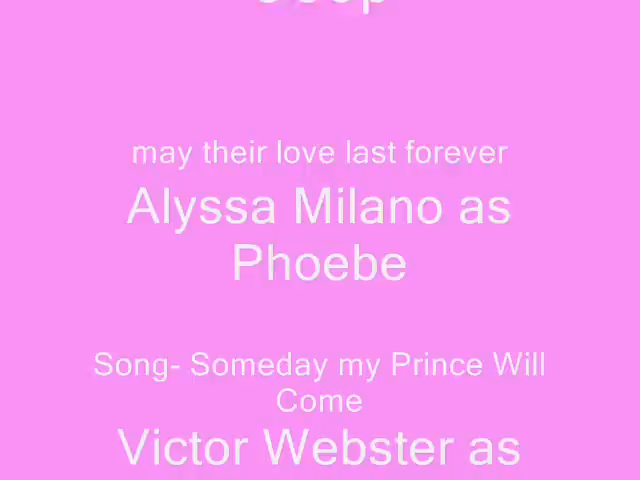 may their love last forever
Alyssa Milano as
Phoebe
Song- Someday my Prince Will
Come
Victor Webster as